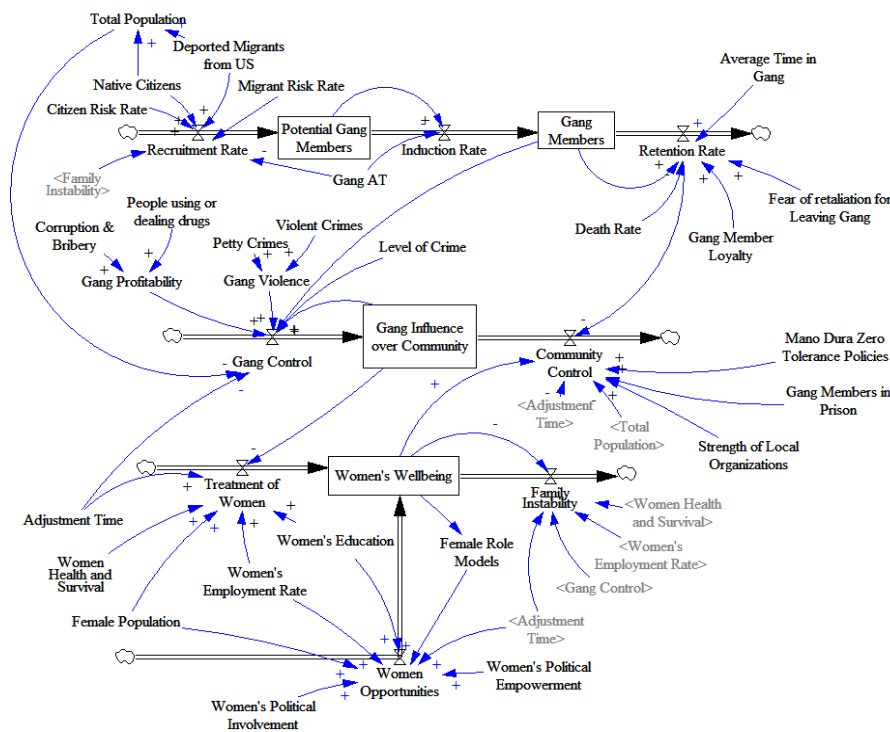 Total Population
Deported Migrants
from US
Average Time in
Gang
Native Citizens
Migrant Risk Rate
Citizen Risk Rate
Potential Gang
Members
Gang
Members
Recruitment Rate
Induction Rate
Retention Rate
Gang AT
<Family
Instability>
People using or
dealing drugs
Fear of retaliation for
Leaving Gang
Death Rate
Gang Member
Loyalty
Corruption &
Bribery
Violent Crimes
Petty Crimes
Level of Crime
Gang Profitability
Gang Violence
Gang Influence
over Community
Gang Control
Community
Control
Mano Dura Zero
Tolerance Policies
Gang Members in
Prison
<Adjustment
Time>
<Total
Population>
Strength of Local
Organizations
Women's Wellbeing
Treatment of
Women
Family
Instability
Adjustment Time
<Women Health
and Survival>
Women's Education
Female Role
Models
<Women's
Employment Rate>
Women
Health and
Survival
Women's
Employment Rate
<Gang Control>
Female Population
<Adjustment
Time>
Women
Opportunities
Women's Political
Empowerment
Women's Political
Involvement